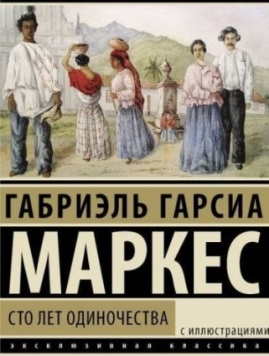 ГАБРИЭЛЬ ГАРСИА
МАРКЕС
СТО ЛЕТ ОДИНОЧЕСТВА
с иллюстрациями
эксклюзивная классика